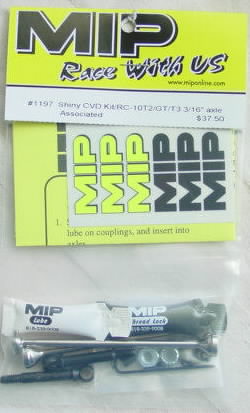 MIP
Race With US
www.miponline.com
#1197 Shiny CVD Kit/RC-10T2/GT/T3 3/16" axle
Associated
$37.50
MIP MIP MIP MIP MIP MIP
1.
lube on couplings, and insert into
axles.
MIP
Lube
MIP
Thread Lock